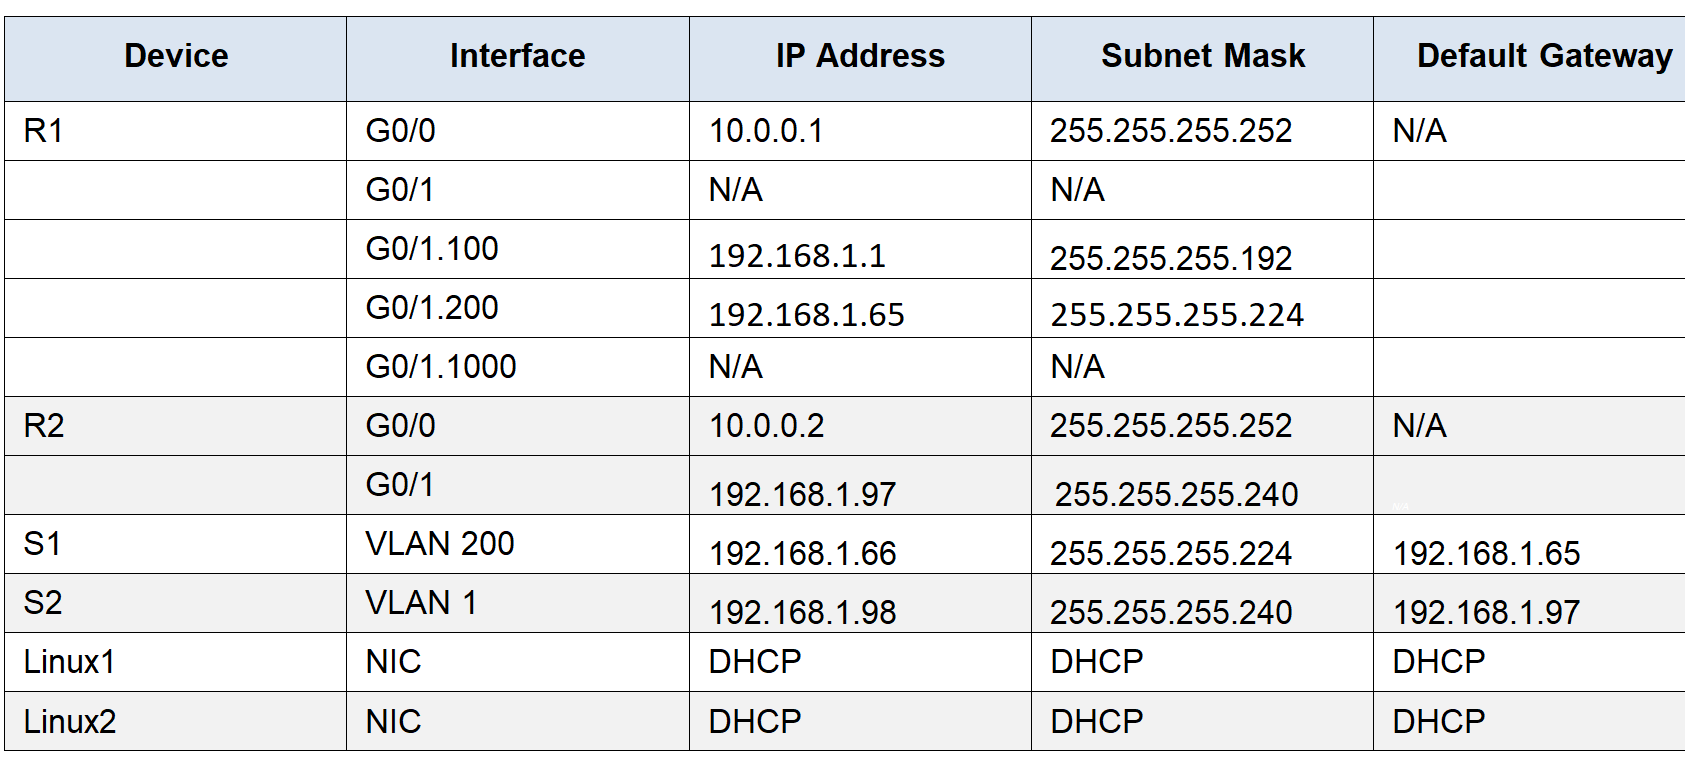 Device Interface IP Address Subnet Mask Default Gateway
R1 G0/0 10.0.0.1 255.255.255.252 N/A
G0/1 N/A N/A
G0/1.100 192.168.1.1 255.255.255.192
G0/1.200 192.168.1.65 255.255.255.224
G0/1.1000 N/A N/A
R2 G0/0 10.0.0.2 255.255.255.252 N/A
G0/1 192.168.1.97 255.255.255.240 N/A
S1 VLAN 200 192.168.1.66 255.255.255.224 192.168.1.65
S2 VLAN 1 192.168.1.98 255.255.255.240 192.168.1.97
Linux1 NIC DHCP DHCP DHCP
Linux2 NIC DHCP DHCP DHCP